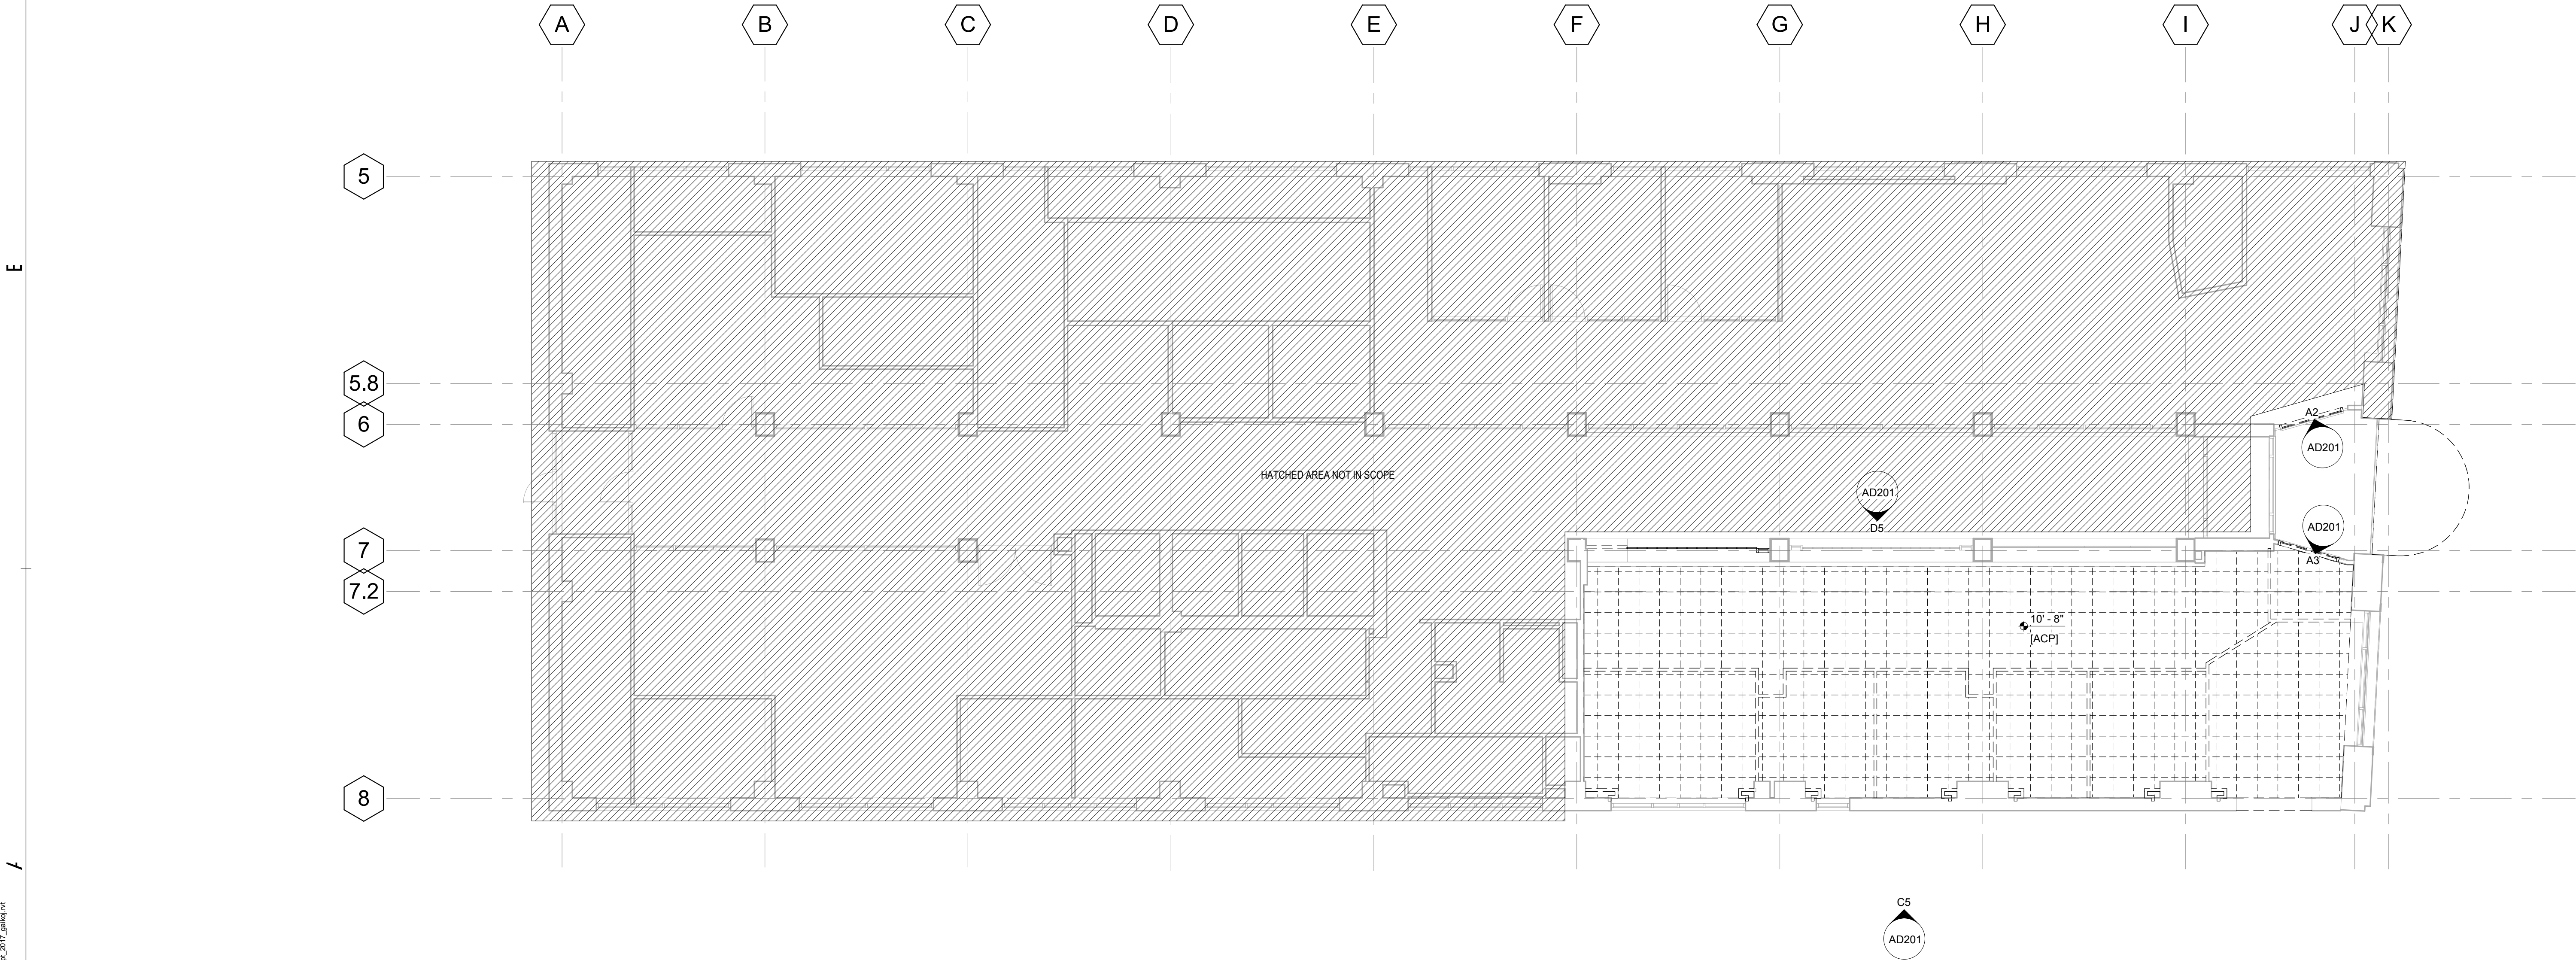 A B C D E F G H I J K
5
E
5.8
6
A2
AD201
HATCHED AREA NOT IN SCOPE
AD201
D5
AD201
A3
7
7.2
10' - 8"
[ACP]
8
C5
AD201